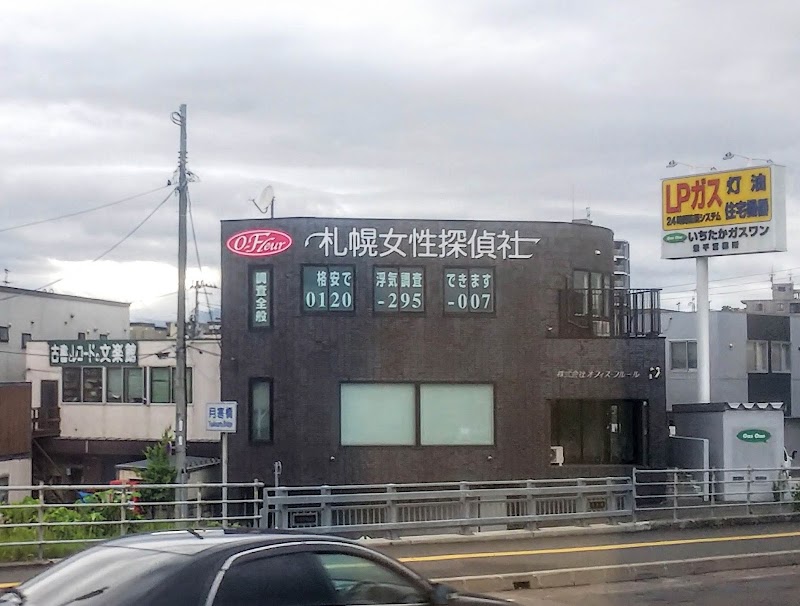 O.Fleur
札幌女性探偵社
調査全般
格安で 浮気調査 できます
0120 -295 -007
株式会社オフィスフルール
古書とレコードの文楽館
月寒橋
LPガス 灯油
24時間 システム 住宅機器
いちたかガスワン